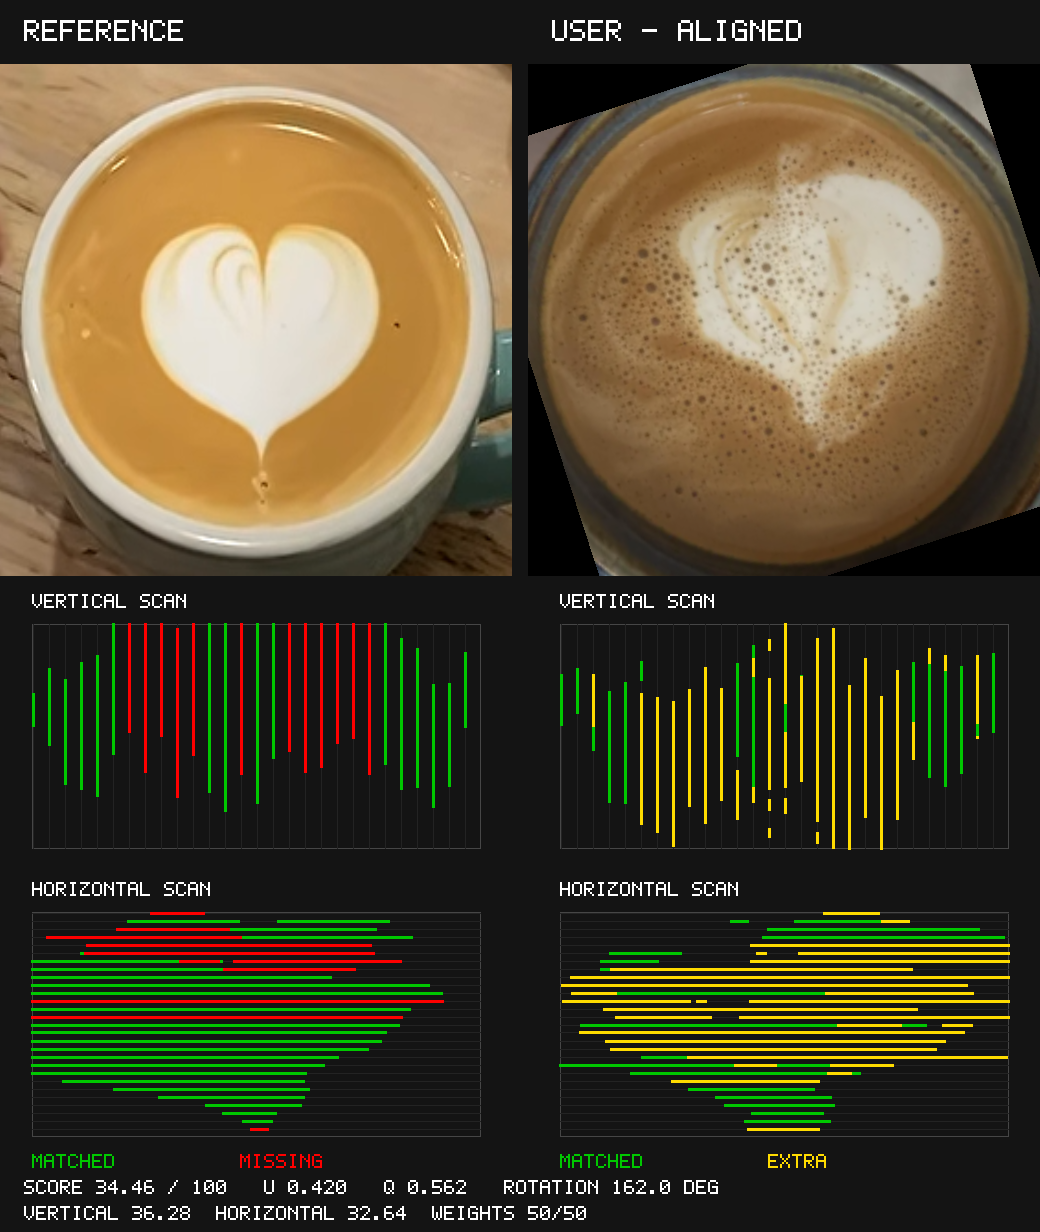 REFERENCE
USER - ALIGNED
VERTICAL SCAN
VERTICAL SCAN
HORIZONTAL SCAN
HORIZONTAL SCAN
MATCHED MISSING
MATCHED EXTRA
SCORE 34.46 / 100 U 0.420 Q 0.562 ROTATION 162.0 DEG
VERTICAL 36.28 HORIZONTAL 32.64 WEIGHTS 50/50